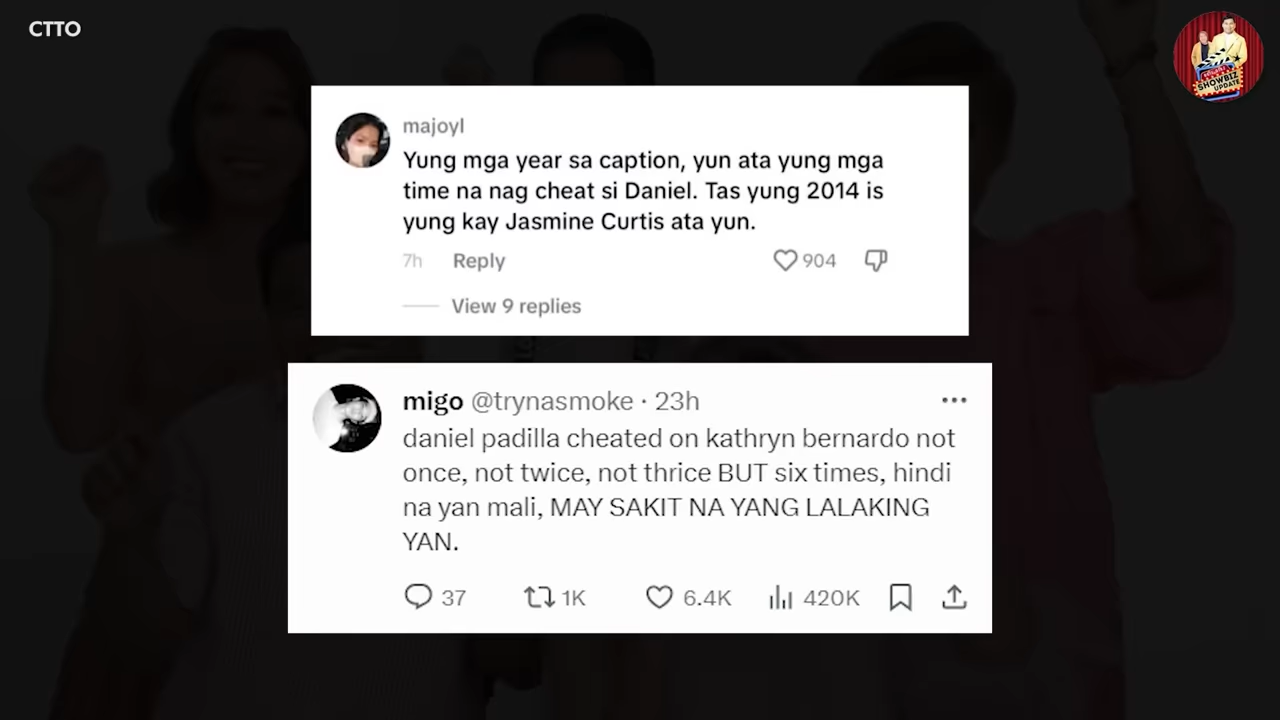 CTTO
SHOWBIZ
UPDATE
majoyl
Yung mga year sa caption, yun ata yung mga
time na nag cheat si Daniel. Tas yung 2014 is
yung kay Jasmine Curtis ata yun.
7h Reply 904
View 9 replies
migo @trynasmoke · 23h
daniel padilla cheated on kathryn bernardo not
once, not twice, not thrice BUT six times, hindi
na yan mali, MAY SAKIT NA YANG LALAKING
YAN.
37 1K 6.4K 420K